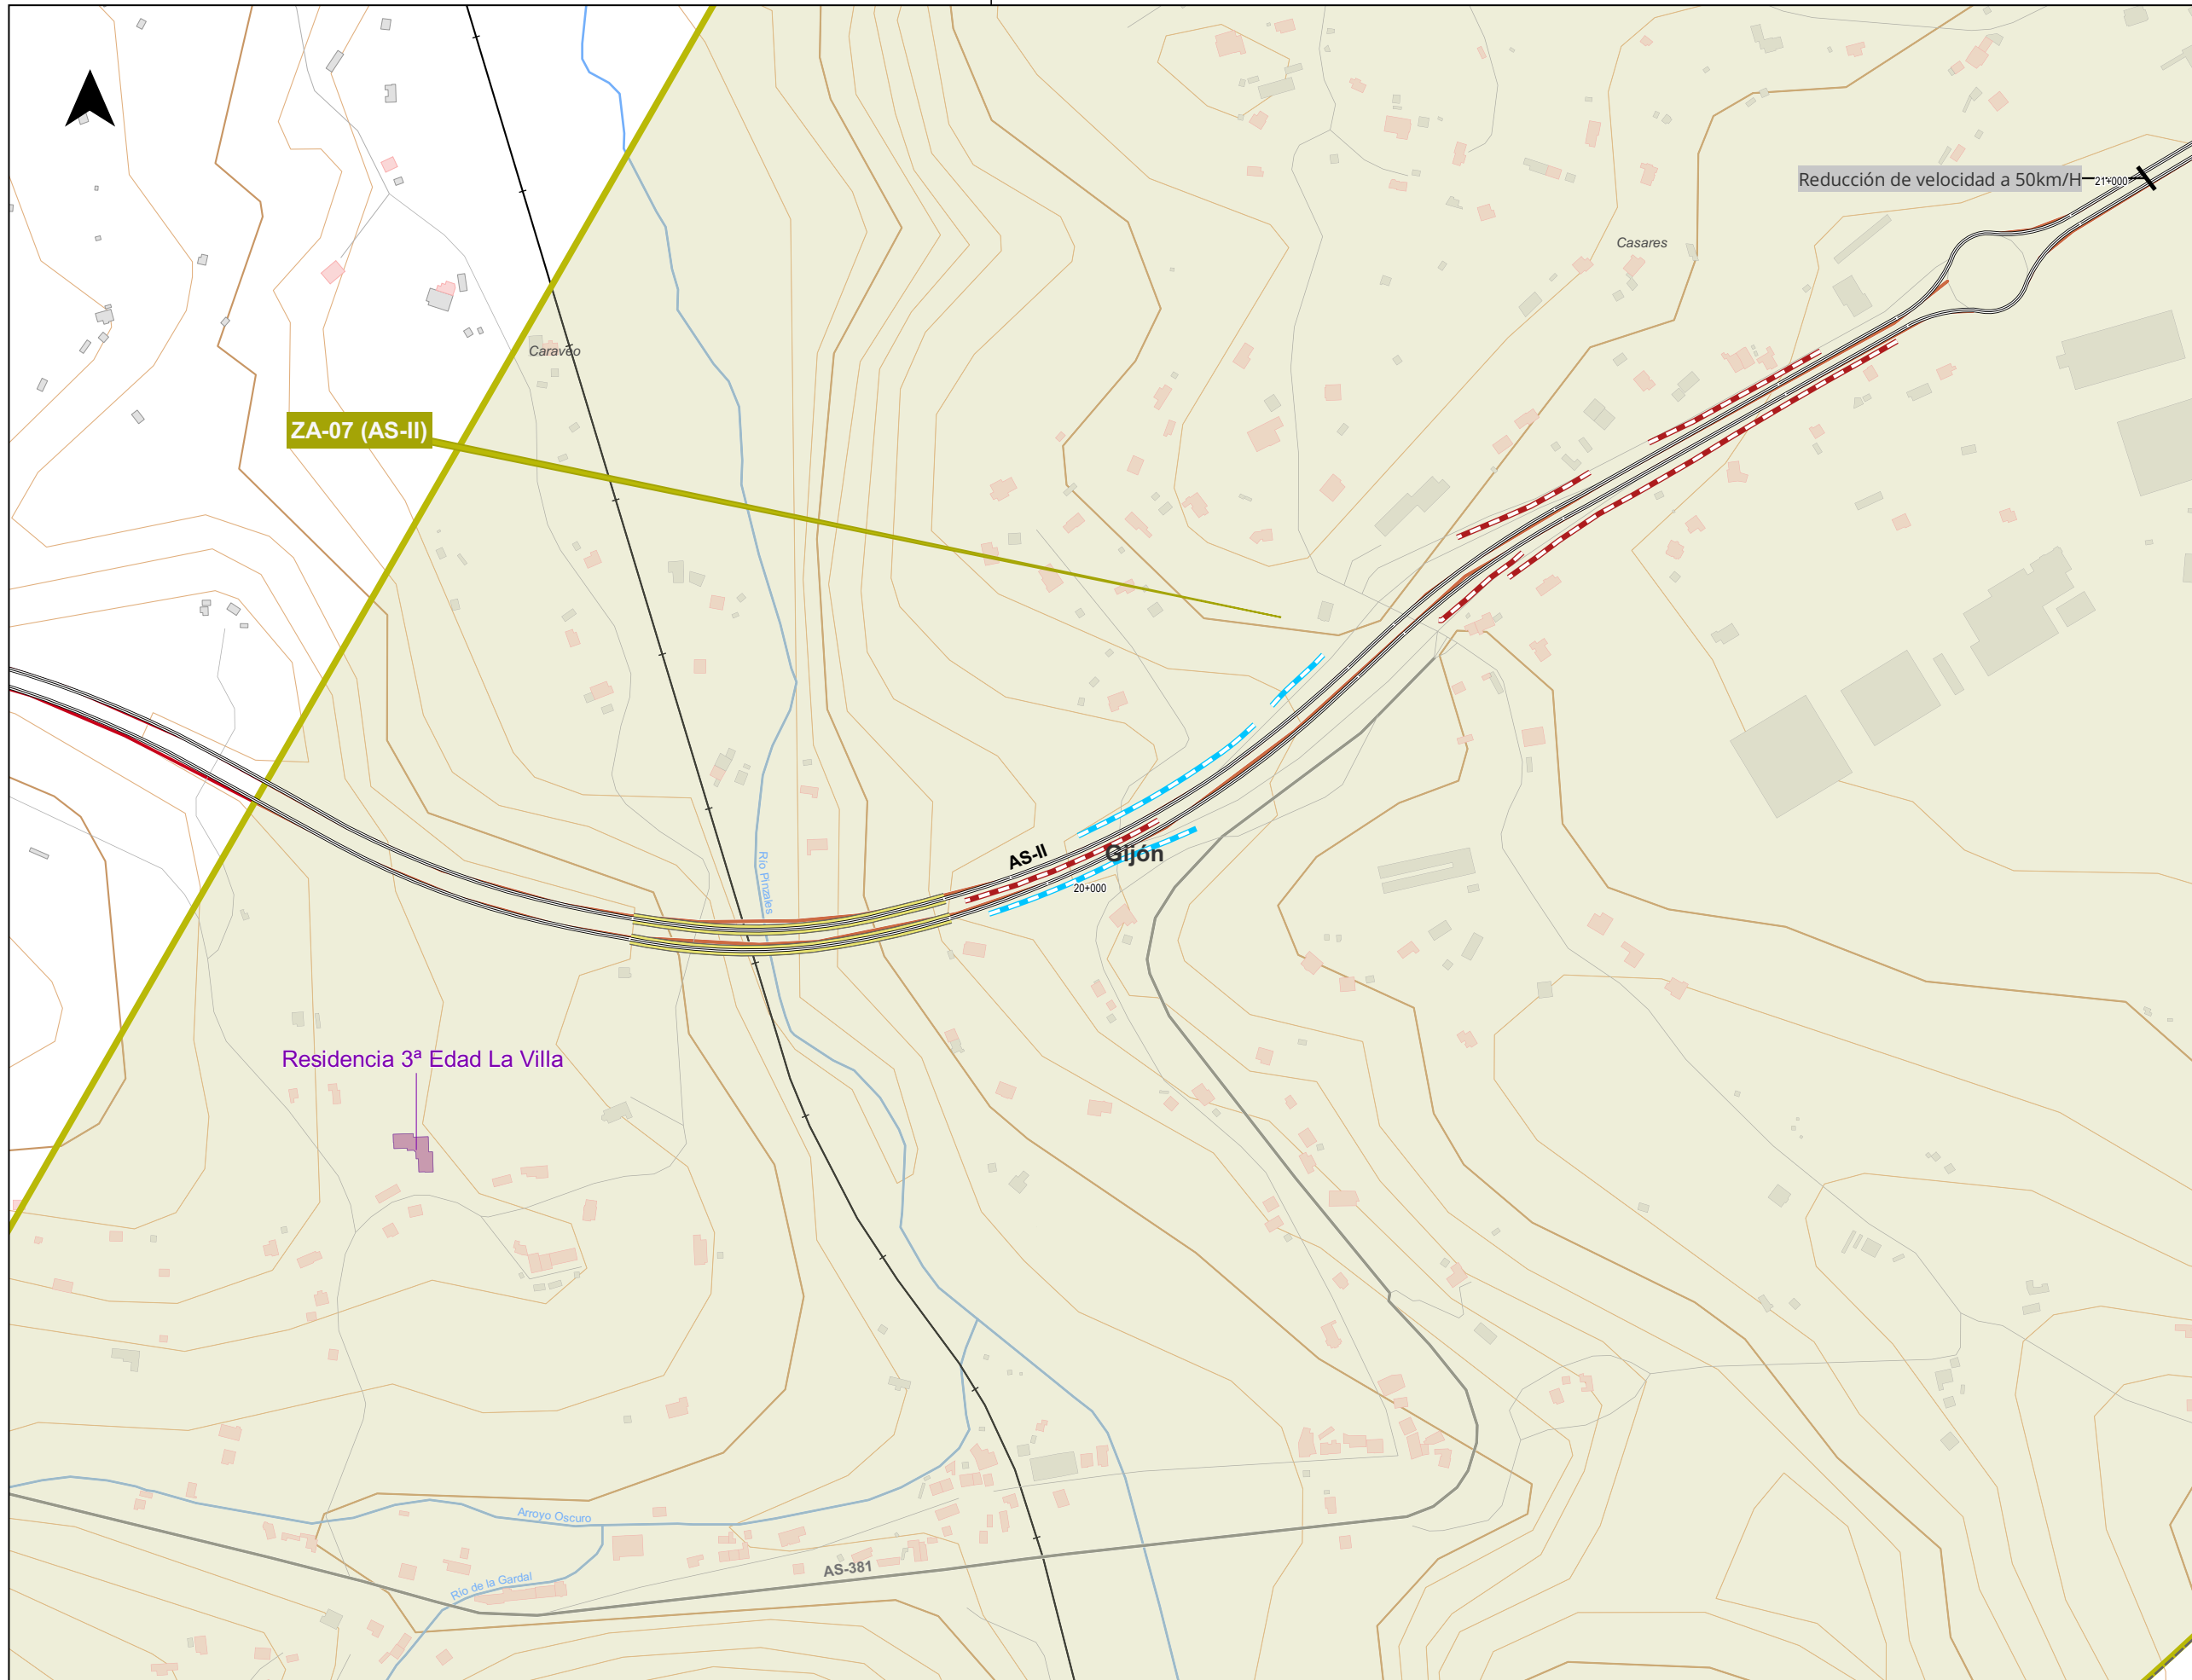 Reducción de velocidad a 50km/H
21+000
Casares
Caravéo
ZA-07 (AS-II)
AS-II
Gijón
Río Pinzales
20+000
Residencia 3ª Edad La Villa
Arroyo Oscuro
AS-381
Río de la Gardal